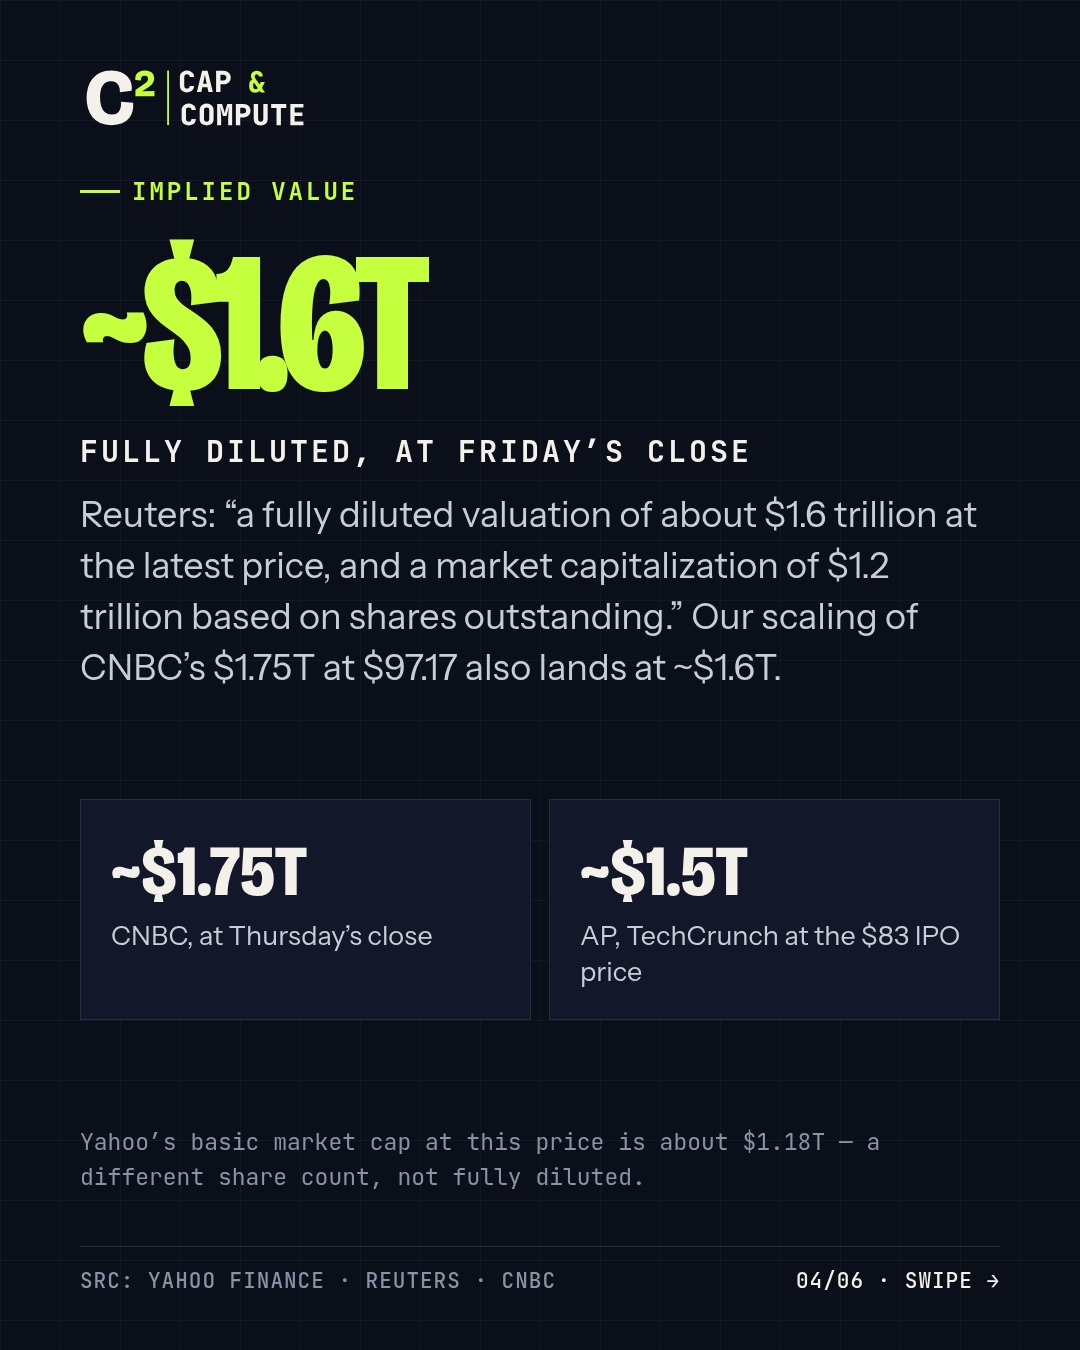 C² CAP &
COMPUTE
IMPLIED VALUE
~$1.6T
FULLY DILUTED, AT FRIDAY’S CLOSE
Reuters: “a fully diluted valuation of about $1.6 trillion at
the latest price, and a market capitalization of $1.2
trillion based on shares outstanding.” Our scaling of
CNBC’s $1.75T at $97.17 also lands at ~$1.6T.
~$1.75T
CNBC, at Thursday’s close
~$1.5T
AP, TechCrunch at the $83 IPO
price
Yahoo’s basic market cap at this price is about $1.18T — a
different share count, not fully diluted.
SRC: YAHOO FINANCE · REUTERS · CNBC
04/06 · SWIPE →